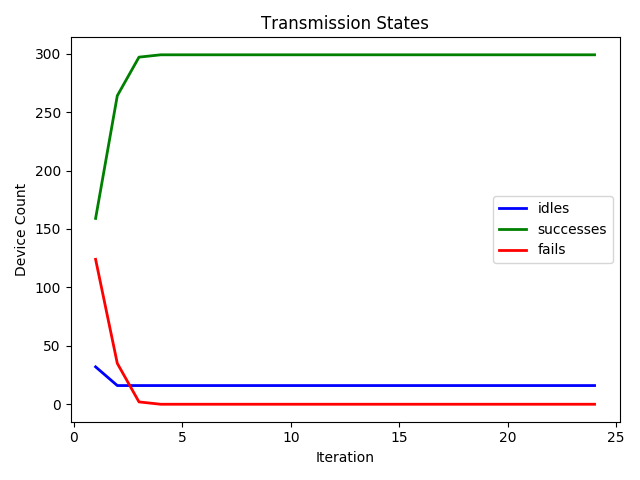 Transmission States
300
250
200
150
100
50
0
Device Count
idles
successes
fails
0
5
10
15
20
25
Iteration